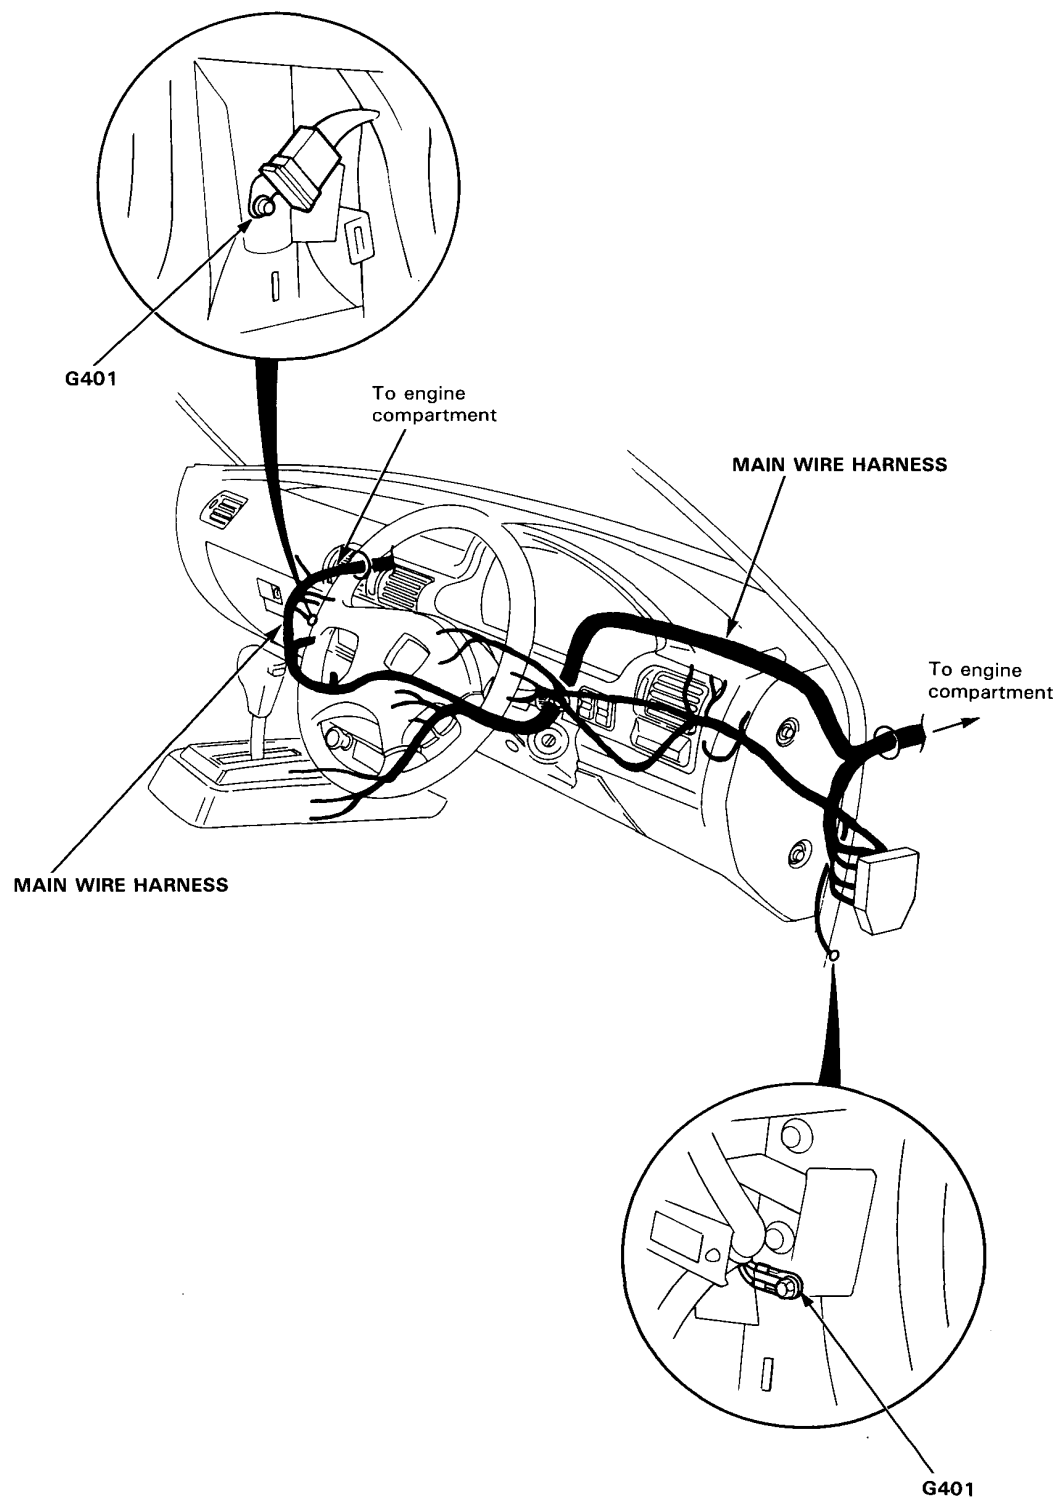 G401
To engine
compartment
MAIN WIRE HARNESS
To engine
compartment
MAIN WIRE HARNESS
G401